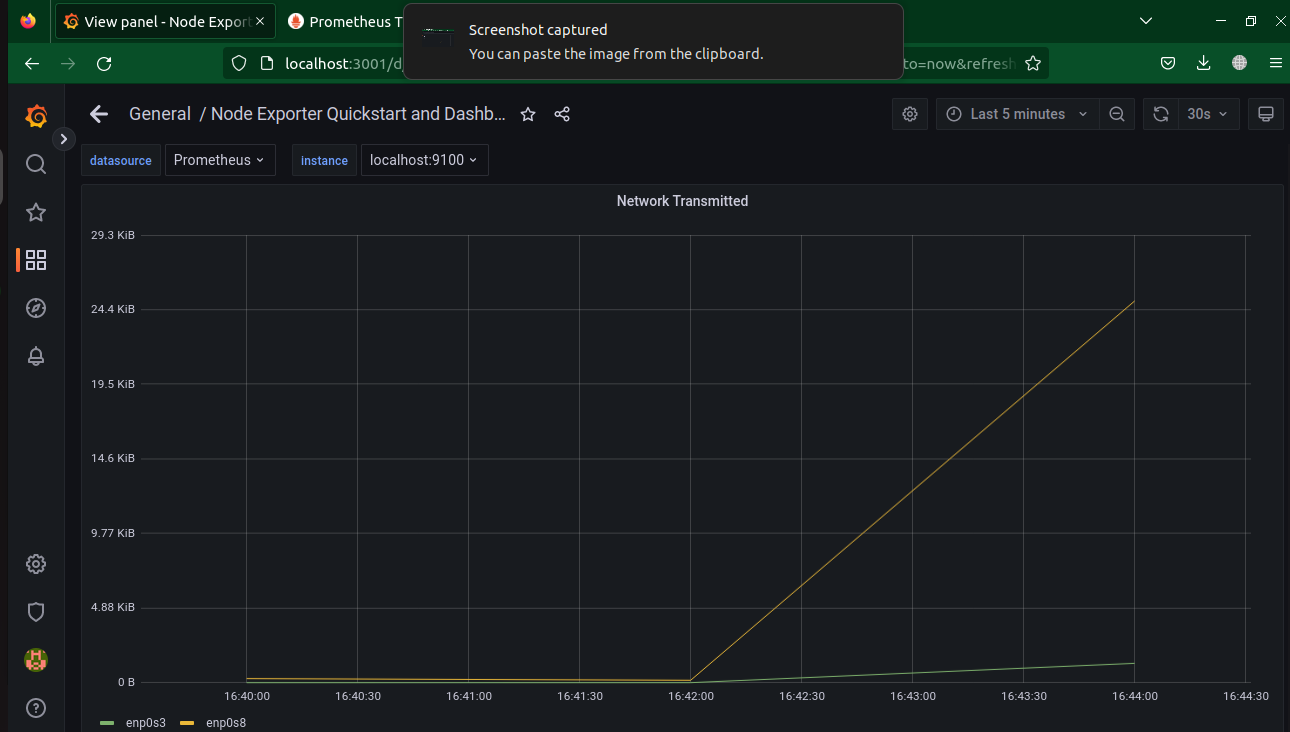 View panel - Node Export
Prometheus T
Screenshot captured
You can paste the image from the clipboard.
localhost:3001/d
to=now&refresh
General / Node Exporter Quickstart and Dashb...
Last 5 minutes
30s
datasource
Prometheus
instance
localhost:9100
Network Transmitted
29.3 KiB
24.4 KiB
19.5 KiB
14.6 KiB
9.77 KiB
4.88 KiB
0 B
16:40:00 16:40:30 16:41:00 16:41:30 16:42:00 16:42:30 16:43:00 16:43:30 16:44:00 16:44:30
enp0s3 enp0s8